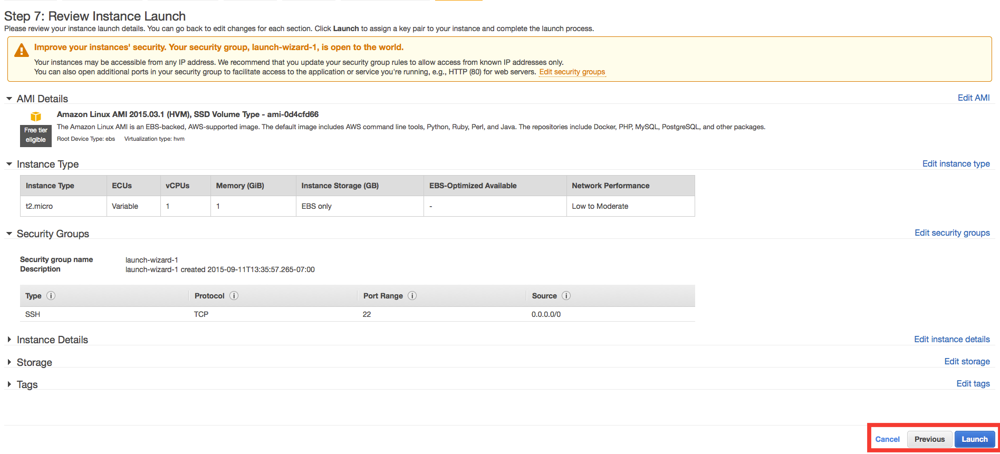 Step 7: Review Instance Launch
Please review your instance launch details. You can go back to edit changes for each section. Click Launch to assign a key pair to your instance and complete the launch process.
Improve your instances' security. Your security group, launch-wizard-1, is open to the world.
Your instances may be accessible from any IP address. We recommend that you update your security group rules to allow access from known IP addresses only.
You can also open additional ports in your security group to facilitate access to the application or service you're running, e.g., HTTP (80) for web servers. Edit security groups
AMI Details Edit AMI
Amazon Linux AMI 2015.03.1 (HVM), SSD Volume Type - ami-0d4cfd66
Free tier eligible
The Amazon Linux AMI is an EBS-backed, AWS-supported image. The default image includes AWS command line tools, Python, Ruby, Perl, and Java. The repositories include Docker, PHP, MySQL, PostgreSQL, and other packages.
Root Device Type: ebs Virtualization type: hvm
Instance Type Edit instance type
Instance Type ECUs vCPUs Memory (GiB) Instance Storage (GB) EBS-Optimized Available Network Performance
t2.micro Variable 1 1 EBS only - Low to Moderate
Security Groups Edit security groups
Security group name launch-wizard-1
Description launch-wizard-1 created 2015-09-11T13:35:57.265-07:00
Type Protocol Port Range Source
SSH TCP 22 0.0.0.0/0
Instance Details Edit instance details
Storage Edit storage
Tags Edit tags
Cancel Previous Launch